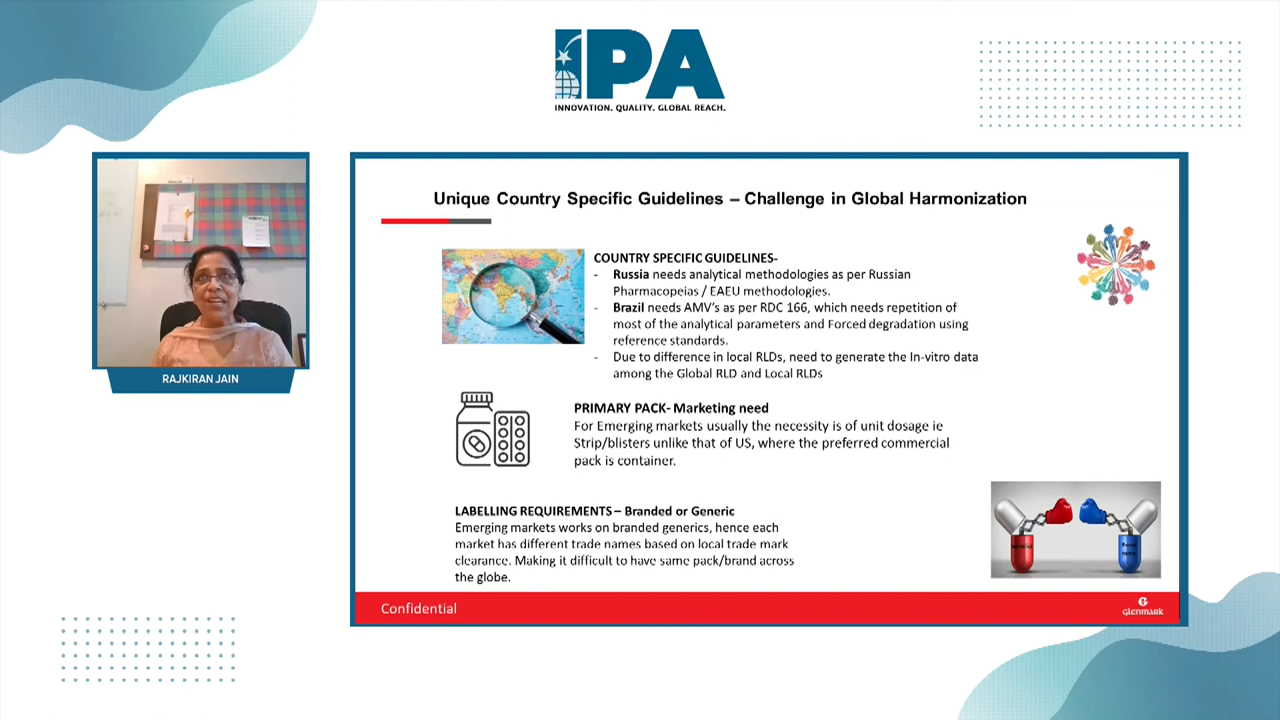 IPA
INNOVATION. QUALITY. GLOBAL REACH.
RAJKIRAN JAIN
Unique Country Specific Guidelines – Challenge in Global Harmonization
COUNTRY SPECIFIC GUIDELINES-
- Russia needs analytical methodologies as per Russian
Pharmacopeias / EAEU methodologies.
- Brazil needs AMV's as per RDC 166, which needs repetition of
most of the analytical parameters and Forced degradation using
reference standards.
- Due to difference in local RLDs, need to generate the In-vitro data
among the Global RLD and Local RLDs
PRIMARY PACK- Marketing need
For Emerging markets usually the necessity is of unit dosage ie
Strip/blisters unlike that of US, where the preferred commercial
pack is container.
LABELLING REQUIREMENTS – Branded or Generic
Emerging markets works on branded generics, hence each
market has different trade names based on local trade mark
clearance. Making it difficult to have same pack/brand across
the globe.
Confidential
glenmark